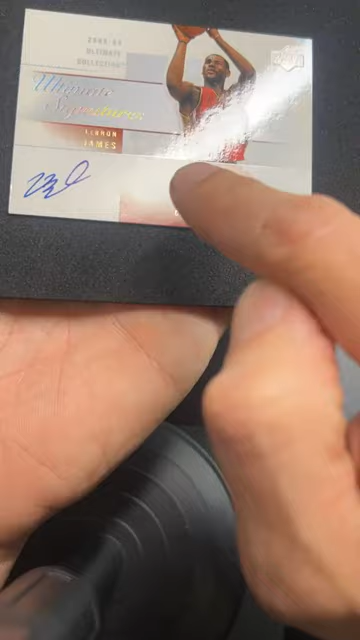 2003-04
ULTIMATE
COLLECTION
Ultimate
Signatures
LEBRON
JAMES